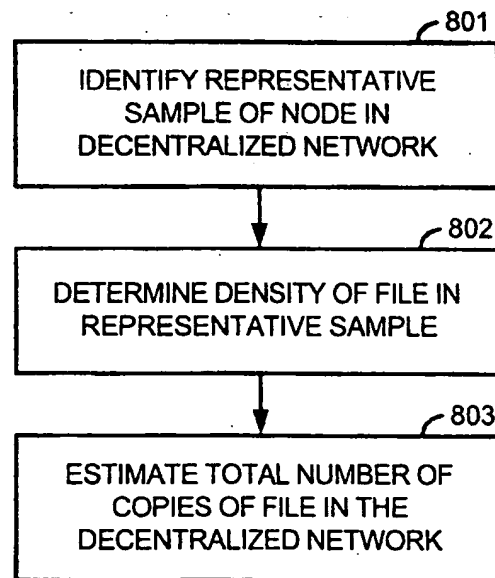 801
IDENTIFY REPRESENTATIVE
SAMPLE OF NODE IN
DECENTRALIZED NETWORK
802
DETERMINE DENSITY OF FILE IN
REPRESENTATIVE SAMPLE
803
ESTIMATE TOTAL NUMBER OF
COPIES OF FILE IN THE
DECENTRALIZED NETWORK